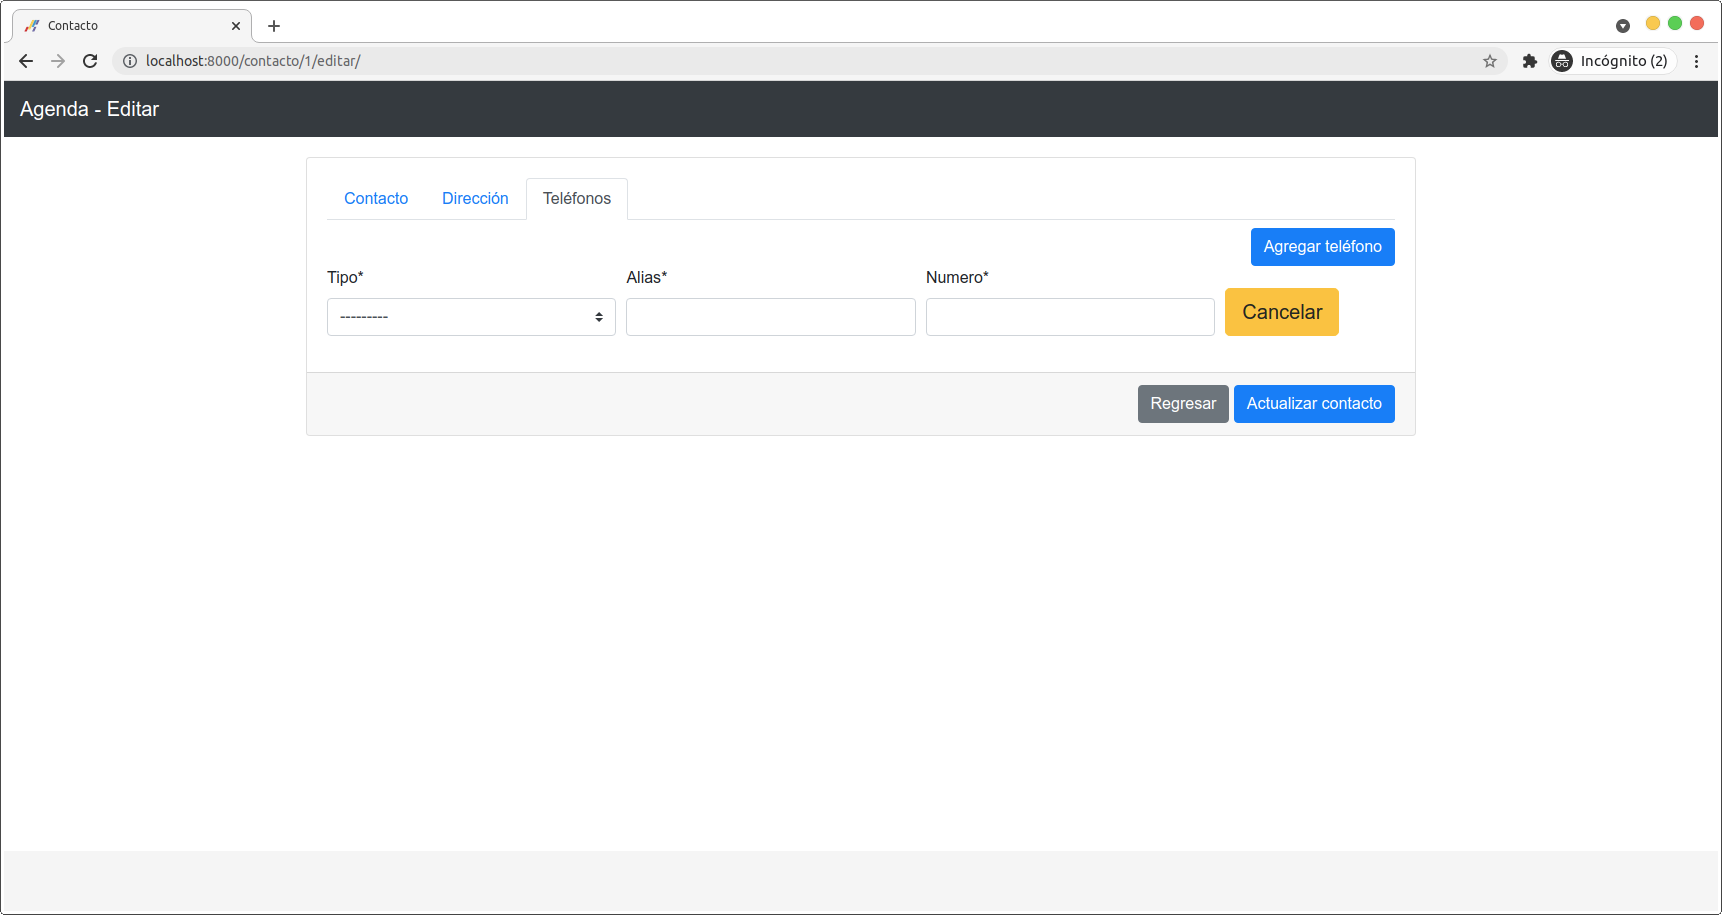 Contacto
localhost:8000/contacto/1/editar/
Incógnito (2)
Agenda - Editar
Contacto Dirección Teléfonos
Agregar teléfono
Tipo* Alias* Numero*
--------- Cancelar
Regresar Actualizar contacto